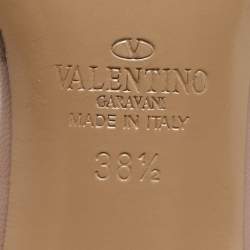 VALENTINO
GARAVANI
MADE IN ITALY
38½